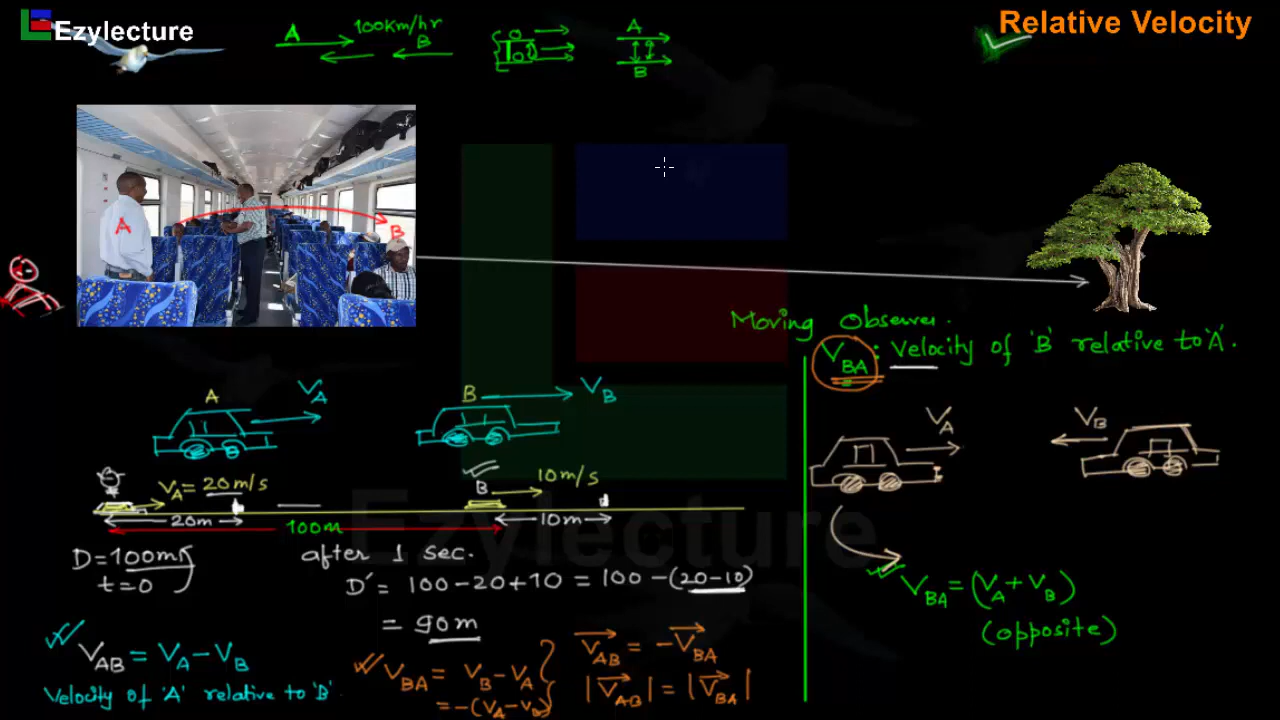 Ezylecture
Relative Velocity
A 100km/hr
B
A
B
A
B
Moving Observer.
V_BA : Velocity of 'B' relative to 'A'.
A V_A
B V_B
V_A V_B
V_A = 20m/s
B 10m/s
20m 10m
100m
D=100m
t=0
after 1 sec.
D' = 100-20+10 = 100-(20-10)
= 90m
V_BA = (V_A + V_B)
(opposite)
V_AB = V_A - V_B
Velocity of 'A' relative to 'B'.
V_BA = V_B - V_A
= -(V_A - V_B)
V_AB = -V_BA
|V_AB| = |V_BA|
Ezylecture